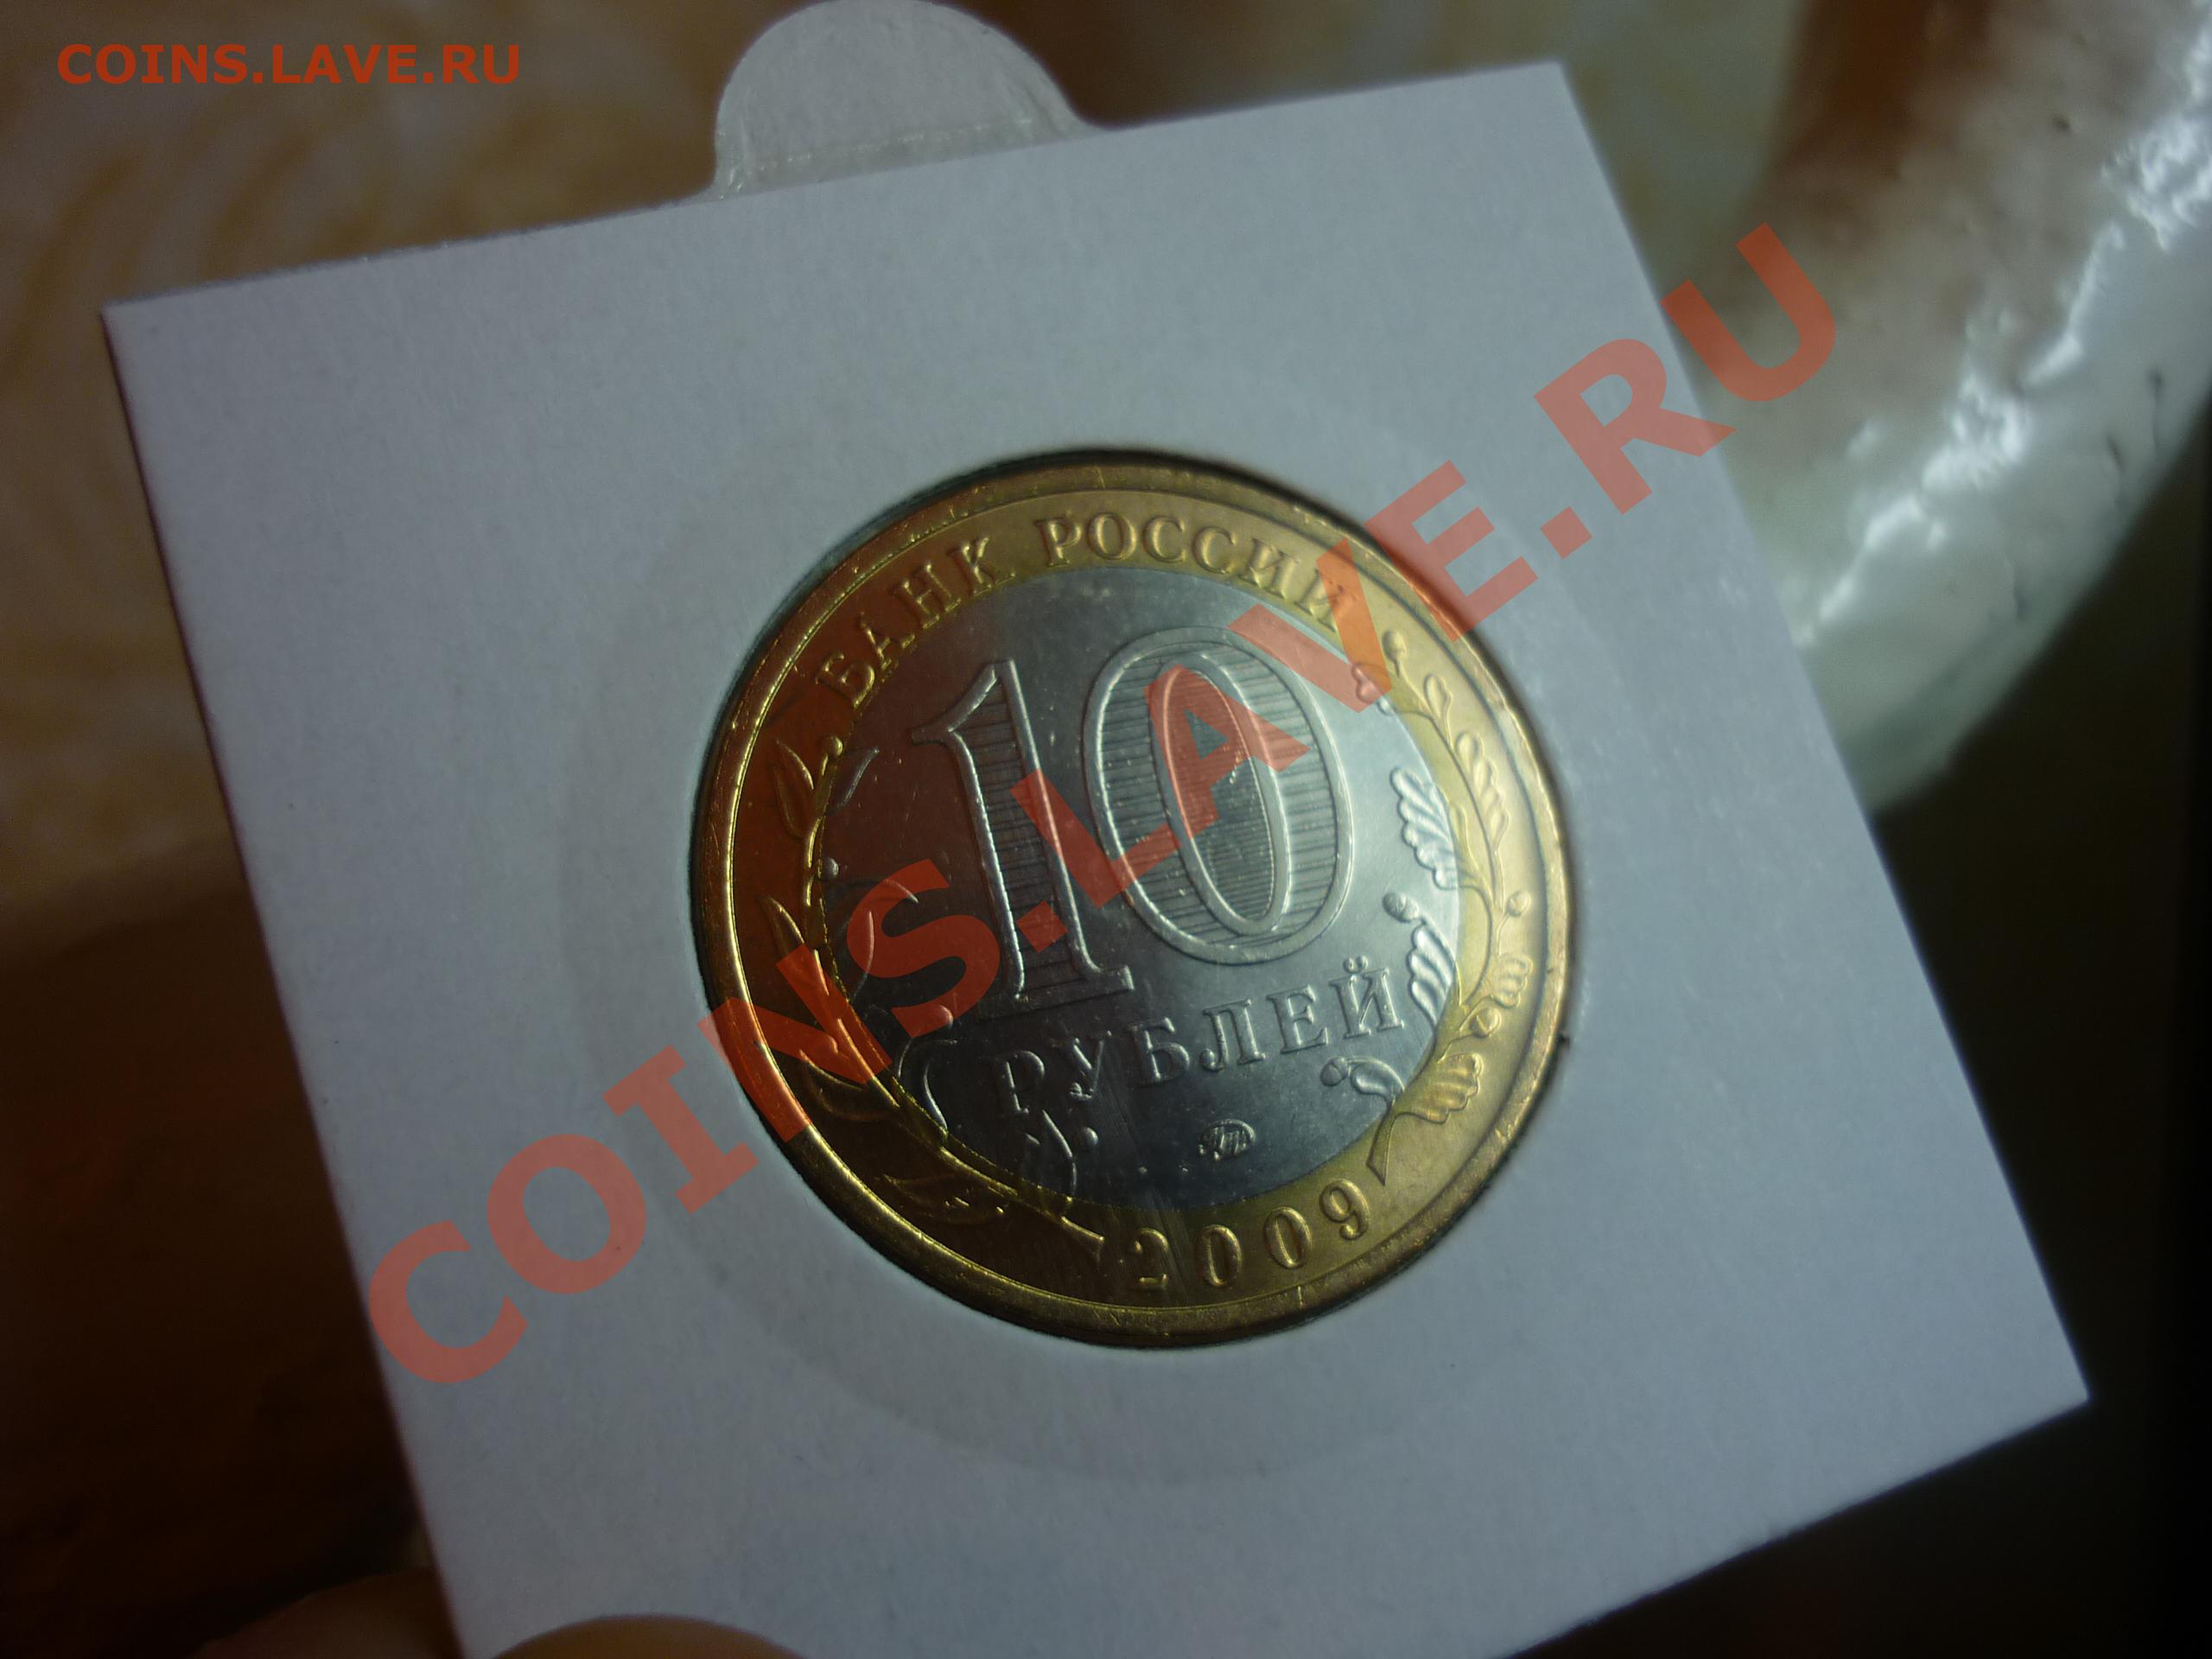 COINS.LAVE.RU
БАНК РОССИИ
10
РУБЛЕЙ
2009
COINS.LAVE.RU